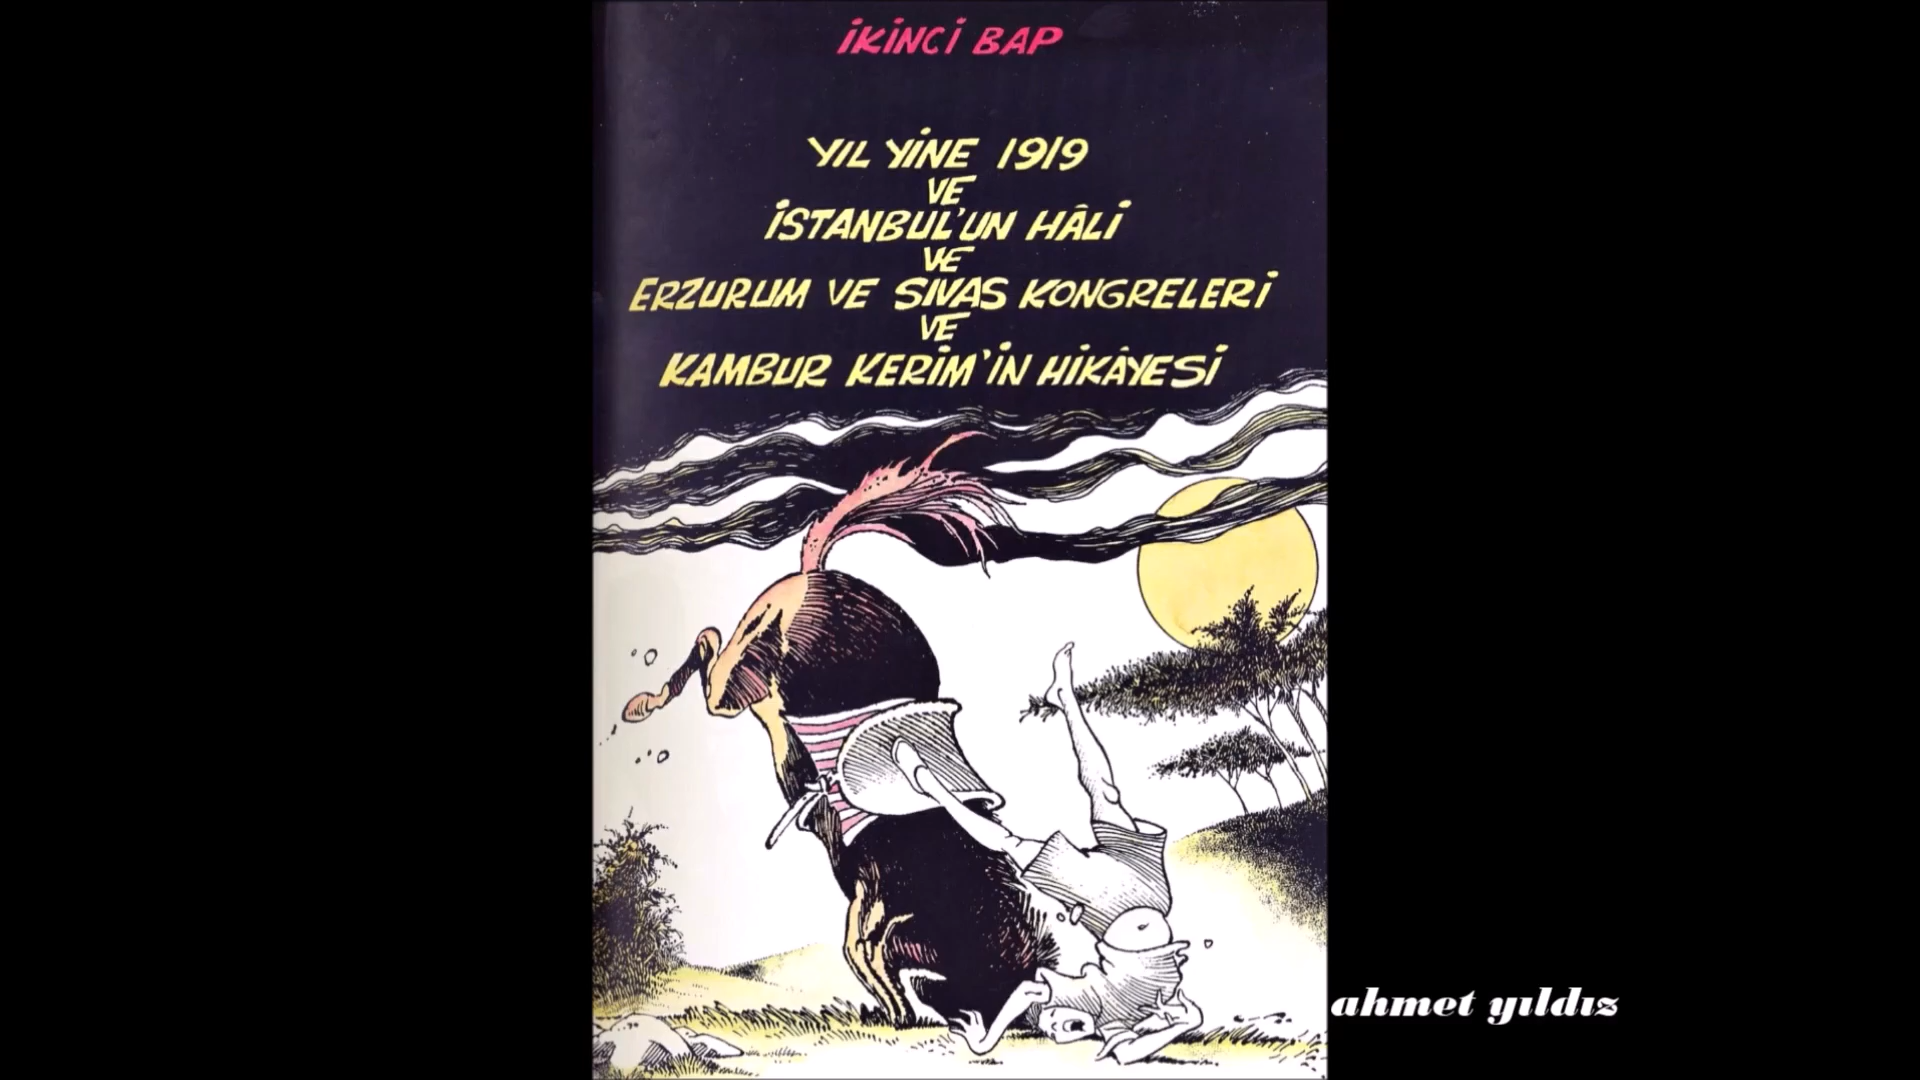 İKİNCİ BAP
YIL YİNE 1919
VE
İSTANBUL'UN HÂLİ
VE
ERZURUM VE SIVAS KONGRELERİ
VE
KAMBUR KERİM'İN HİKÂYESİ
ahmet yıldız